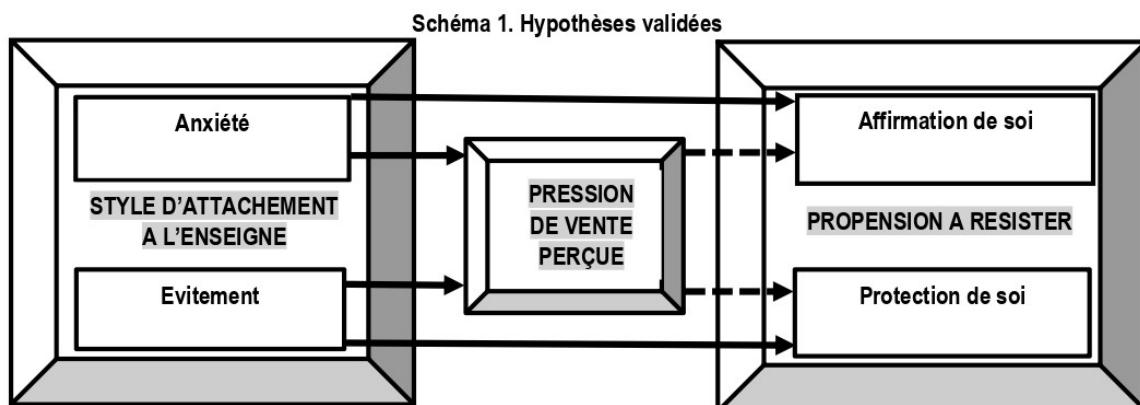 Schéma 1. Hypothèses validées
Anxiété
STYLE D'ATTACHEMENT
A L'ENSEIGNE
Evitement
PRESSION
DE VENTE
PERÇUE
Affirmation de soi
PROPENSION A RESISTER
Protection de soi